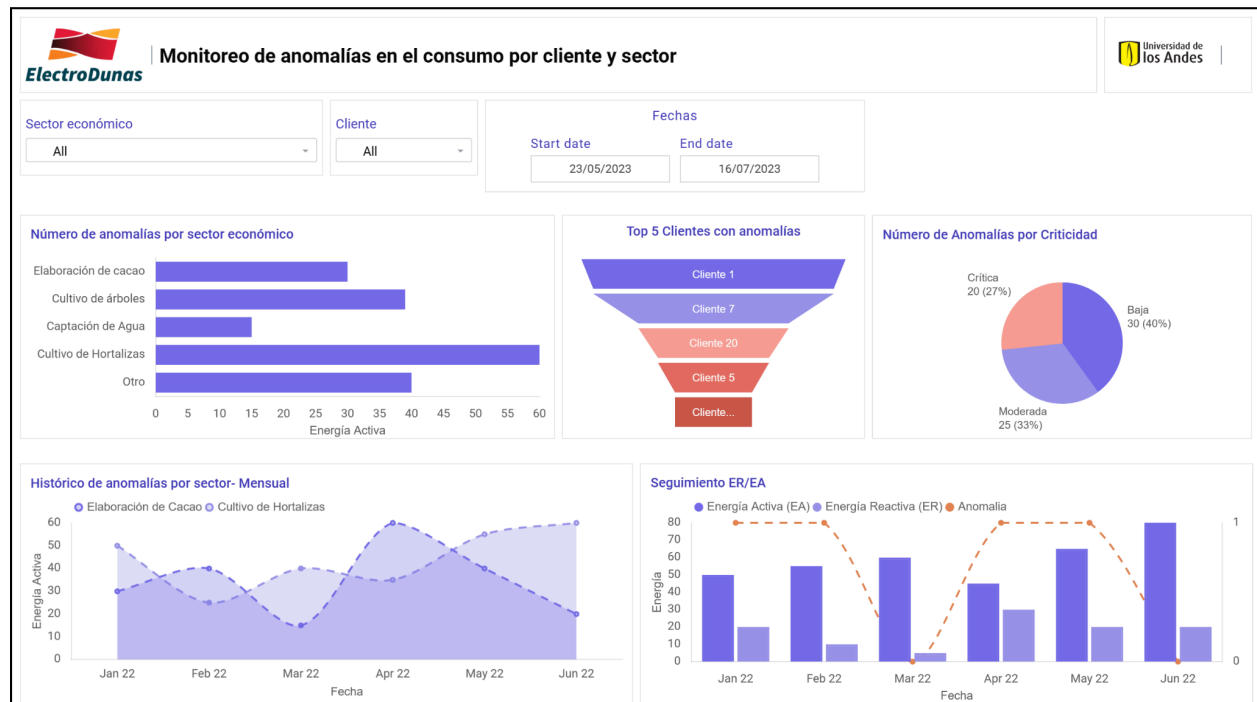 ElectroDunas
Monitoreo de anomalías en el consumo por cliente y sector
Universidad de
los Andes
Sector económico
All
Cliente
All
Fechas
Start date
End date
23/05/2023
16/07/2023
Número de anomalías por sector económico
Elaboración de cacao
Cultivo de árboles
Captación de Agua
Cultivo de Hortalizas
Otro
0 5 10 15 20 25 30 35 40 45 50 55 60
Energía Activa
Top 5 Clientes con anomalías
Cliente 1
Cliente 7
Cliente 20
Cliente 5
Cliente...
Número de Anomalías por Criticidad
Crítica
20 (27%)
Baja
30 (40%)
Moderada
25 (33%)
Histórico de anomalías por sector- Mensual
Elaboración de Cacao Cultivo de Hortalizas
60
50
40
30
20
10
0
Energía Activa
Jan 22 Feb 22 Mar 22 Apr 22 May 22 Jun 22
Fecha
Seguimiento ER/EA
Energía Activa (EA) Energía Reactiva (ER) Anomalia
80
70
60
50
40
30
20
10
0
Energía
1
0
Jan 22 Feb 22 Mar 22 Apr 22 May 22 Jun 22
Fecha